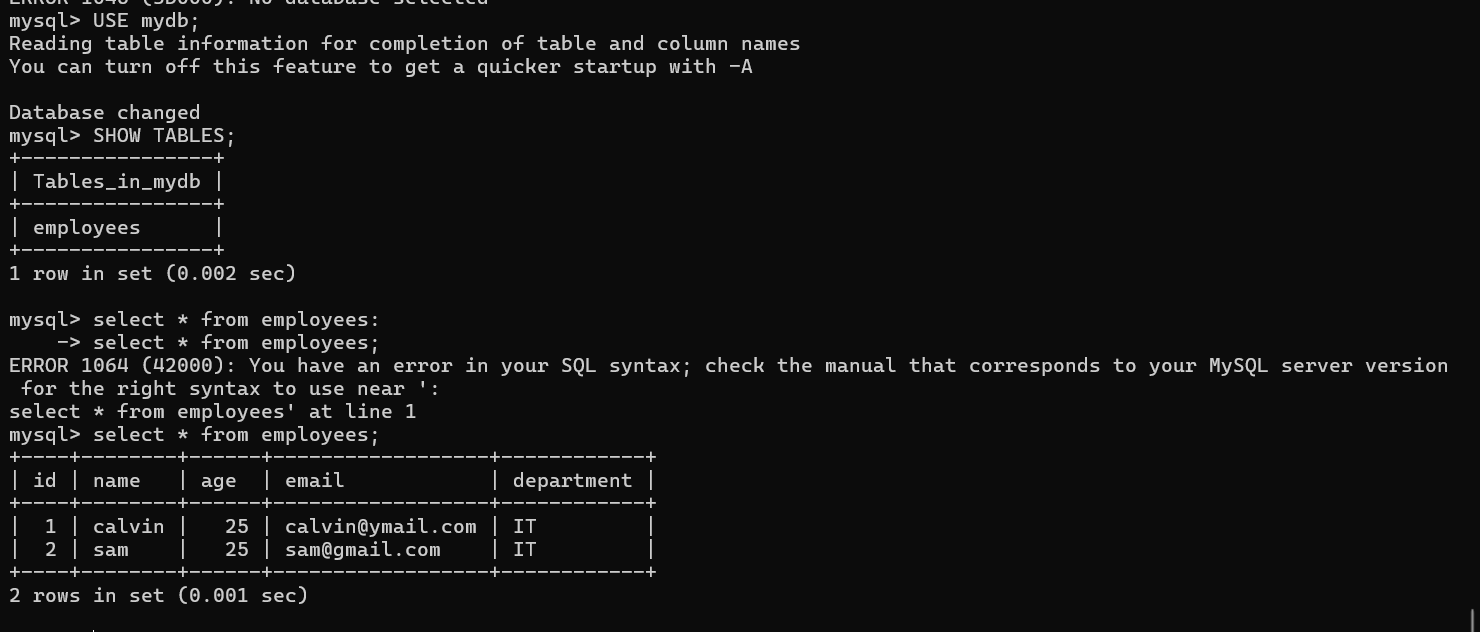 ERROR 1046 (3D000): No database selected
mysql> USE mydb;
Reading table information for completion of table and column names
You can turn off this feature to get a quicker startup with -A

Database changed
mysql> SHOW TABLES;
+----------------+
| Tables_in_mydb |
+----------------+
| employees      |
+----------------+
1 row in set (0.002 sec)

mysql> select * from employees:
    -> select * from employees;
ERROR 1064 (42000): You have an error in your SQL syntax; check the manual that corresponds to your MySQL server version
 for the right syntax to use near ':
select * from employees' at line 1
mysql> select * from employees;
+----+--------+------+-----------------+------------+
| id | name   | age  | email           | department |
+----+--------+------+-----------------+------------+
|  1 | calvin |   25 | calvin@ymail.com | IT         |
|  2 | sam    |   25 | sam@gmail.com   | IT         |
+----+--------+------+-----------------+------------+
2 rows in set (0.001 sec)